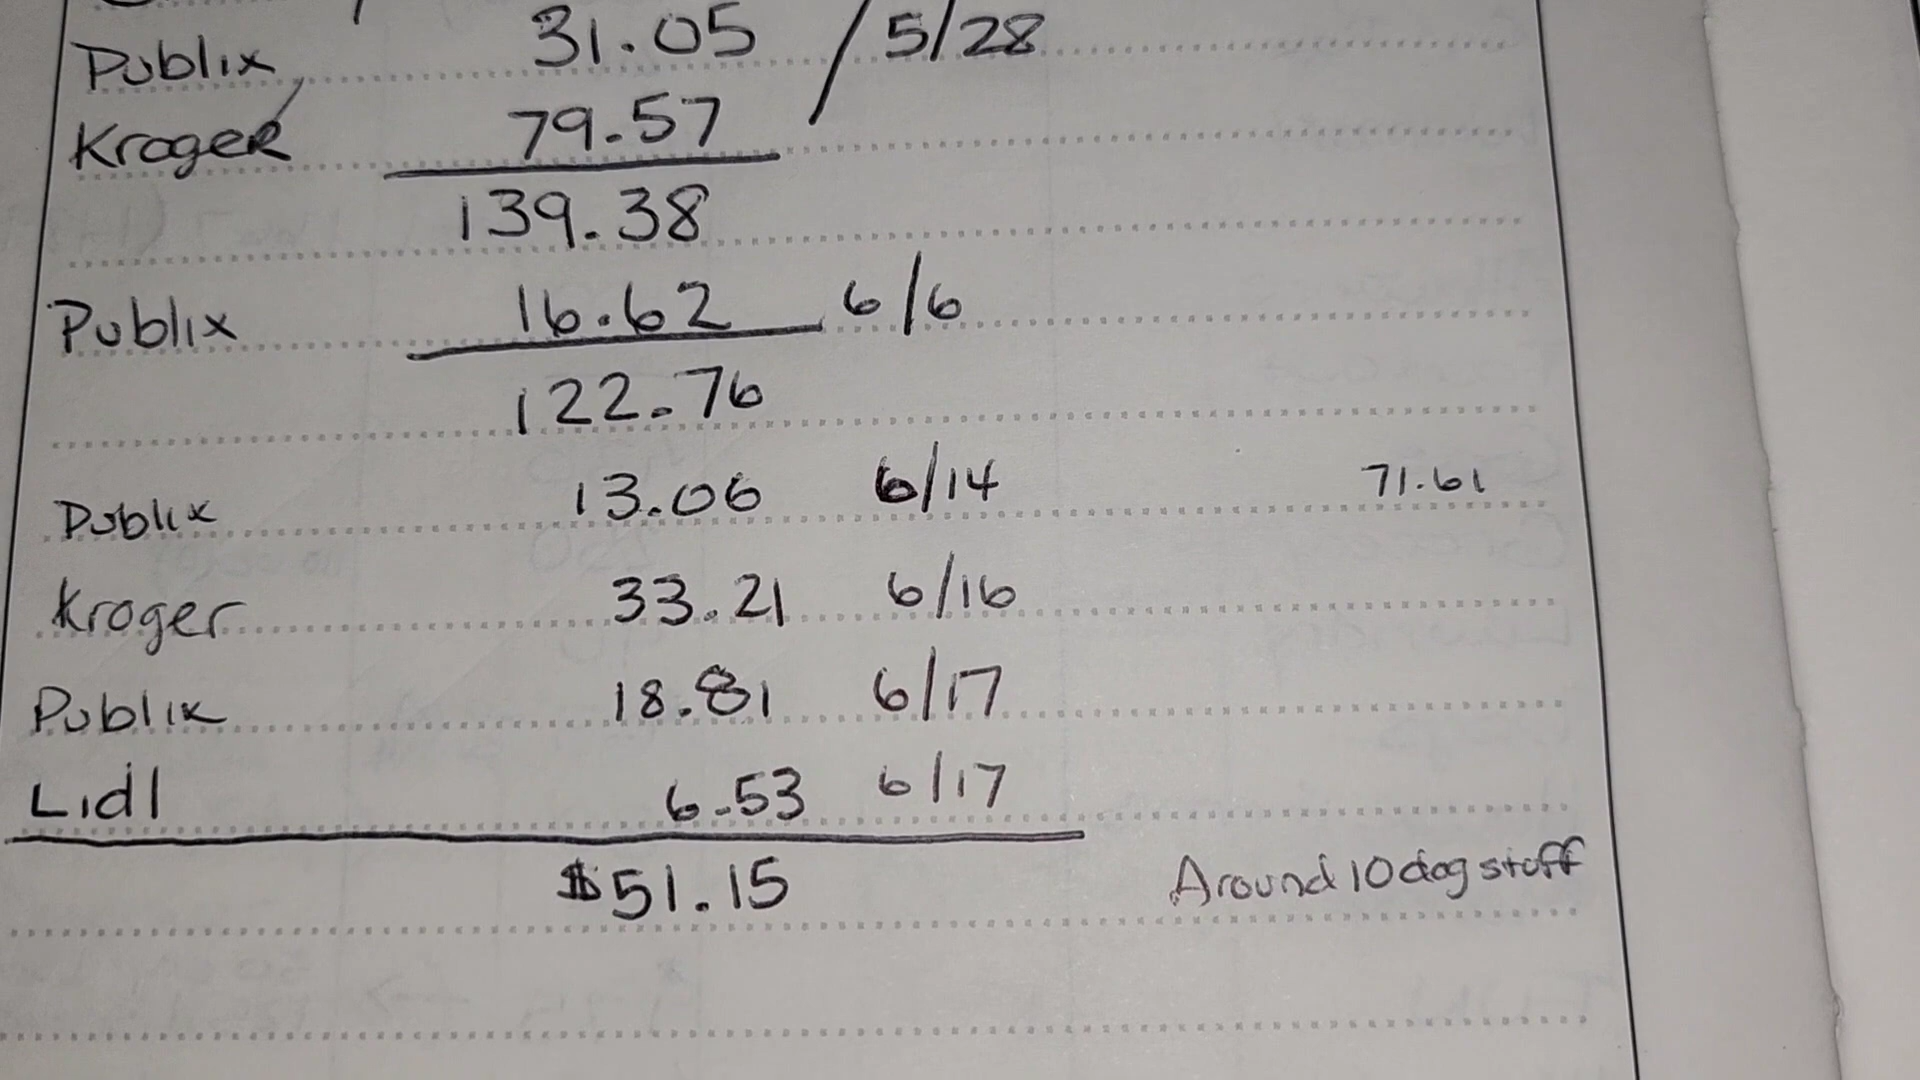 Publix 31.05 / 5/28
Kroger 79.57
139.38
Publix 16.62 6/6
122.76
Publix 13.06 6/14 71.61
Kroger 33.21 6/16
Publix 18.81 6/17
Lidl 6.53 6/17
$51.15 Around 10 dog stuff